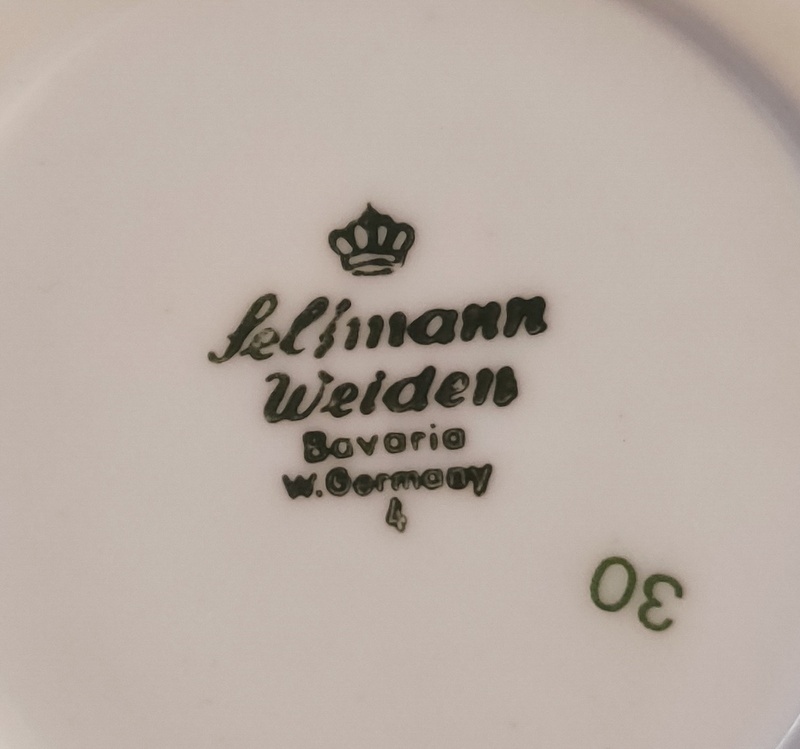 Seltmann
Weiden
Bavaria
W.Germany
4
30